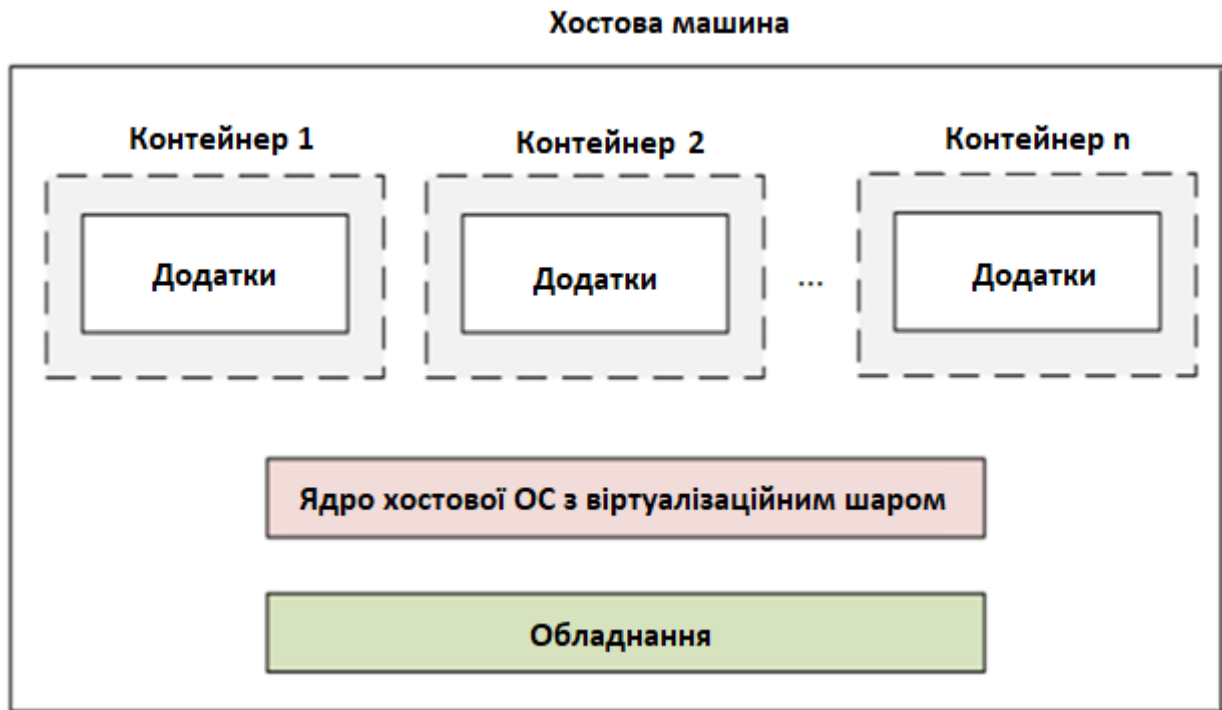 Хостова машина
Контейнер 1
Контейнер 2
Контейнер n
Додатки
Додатки
...
Додатки
Ядро хостової ОС з віртуалізаційним шаром
Обладнання